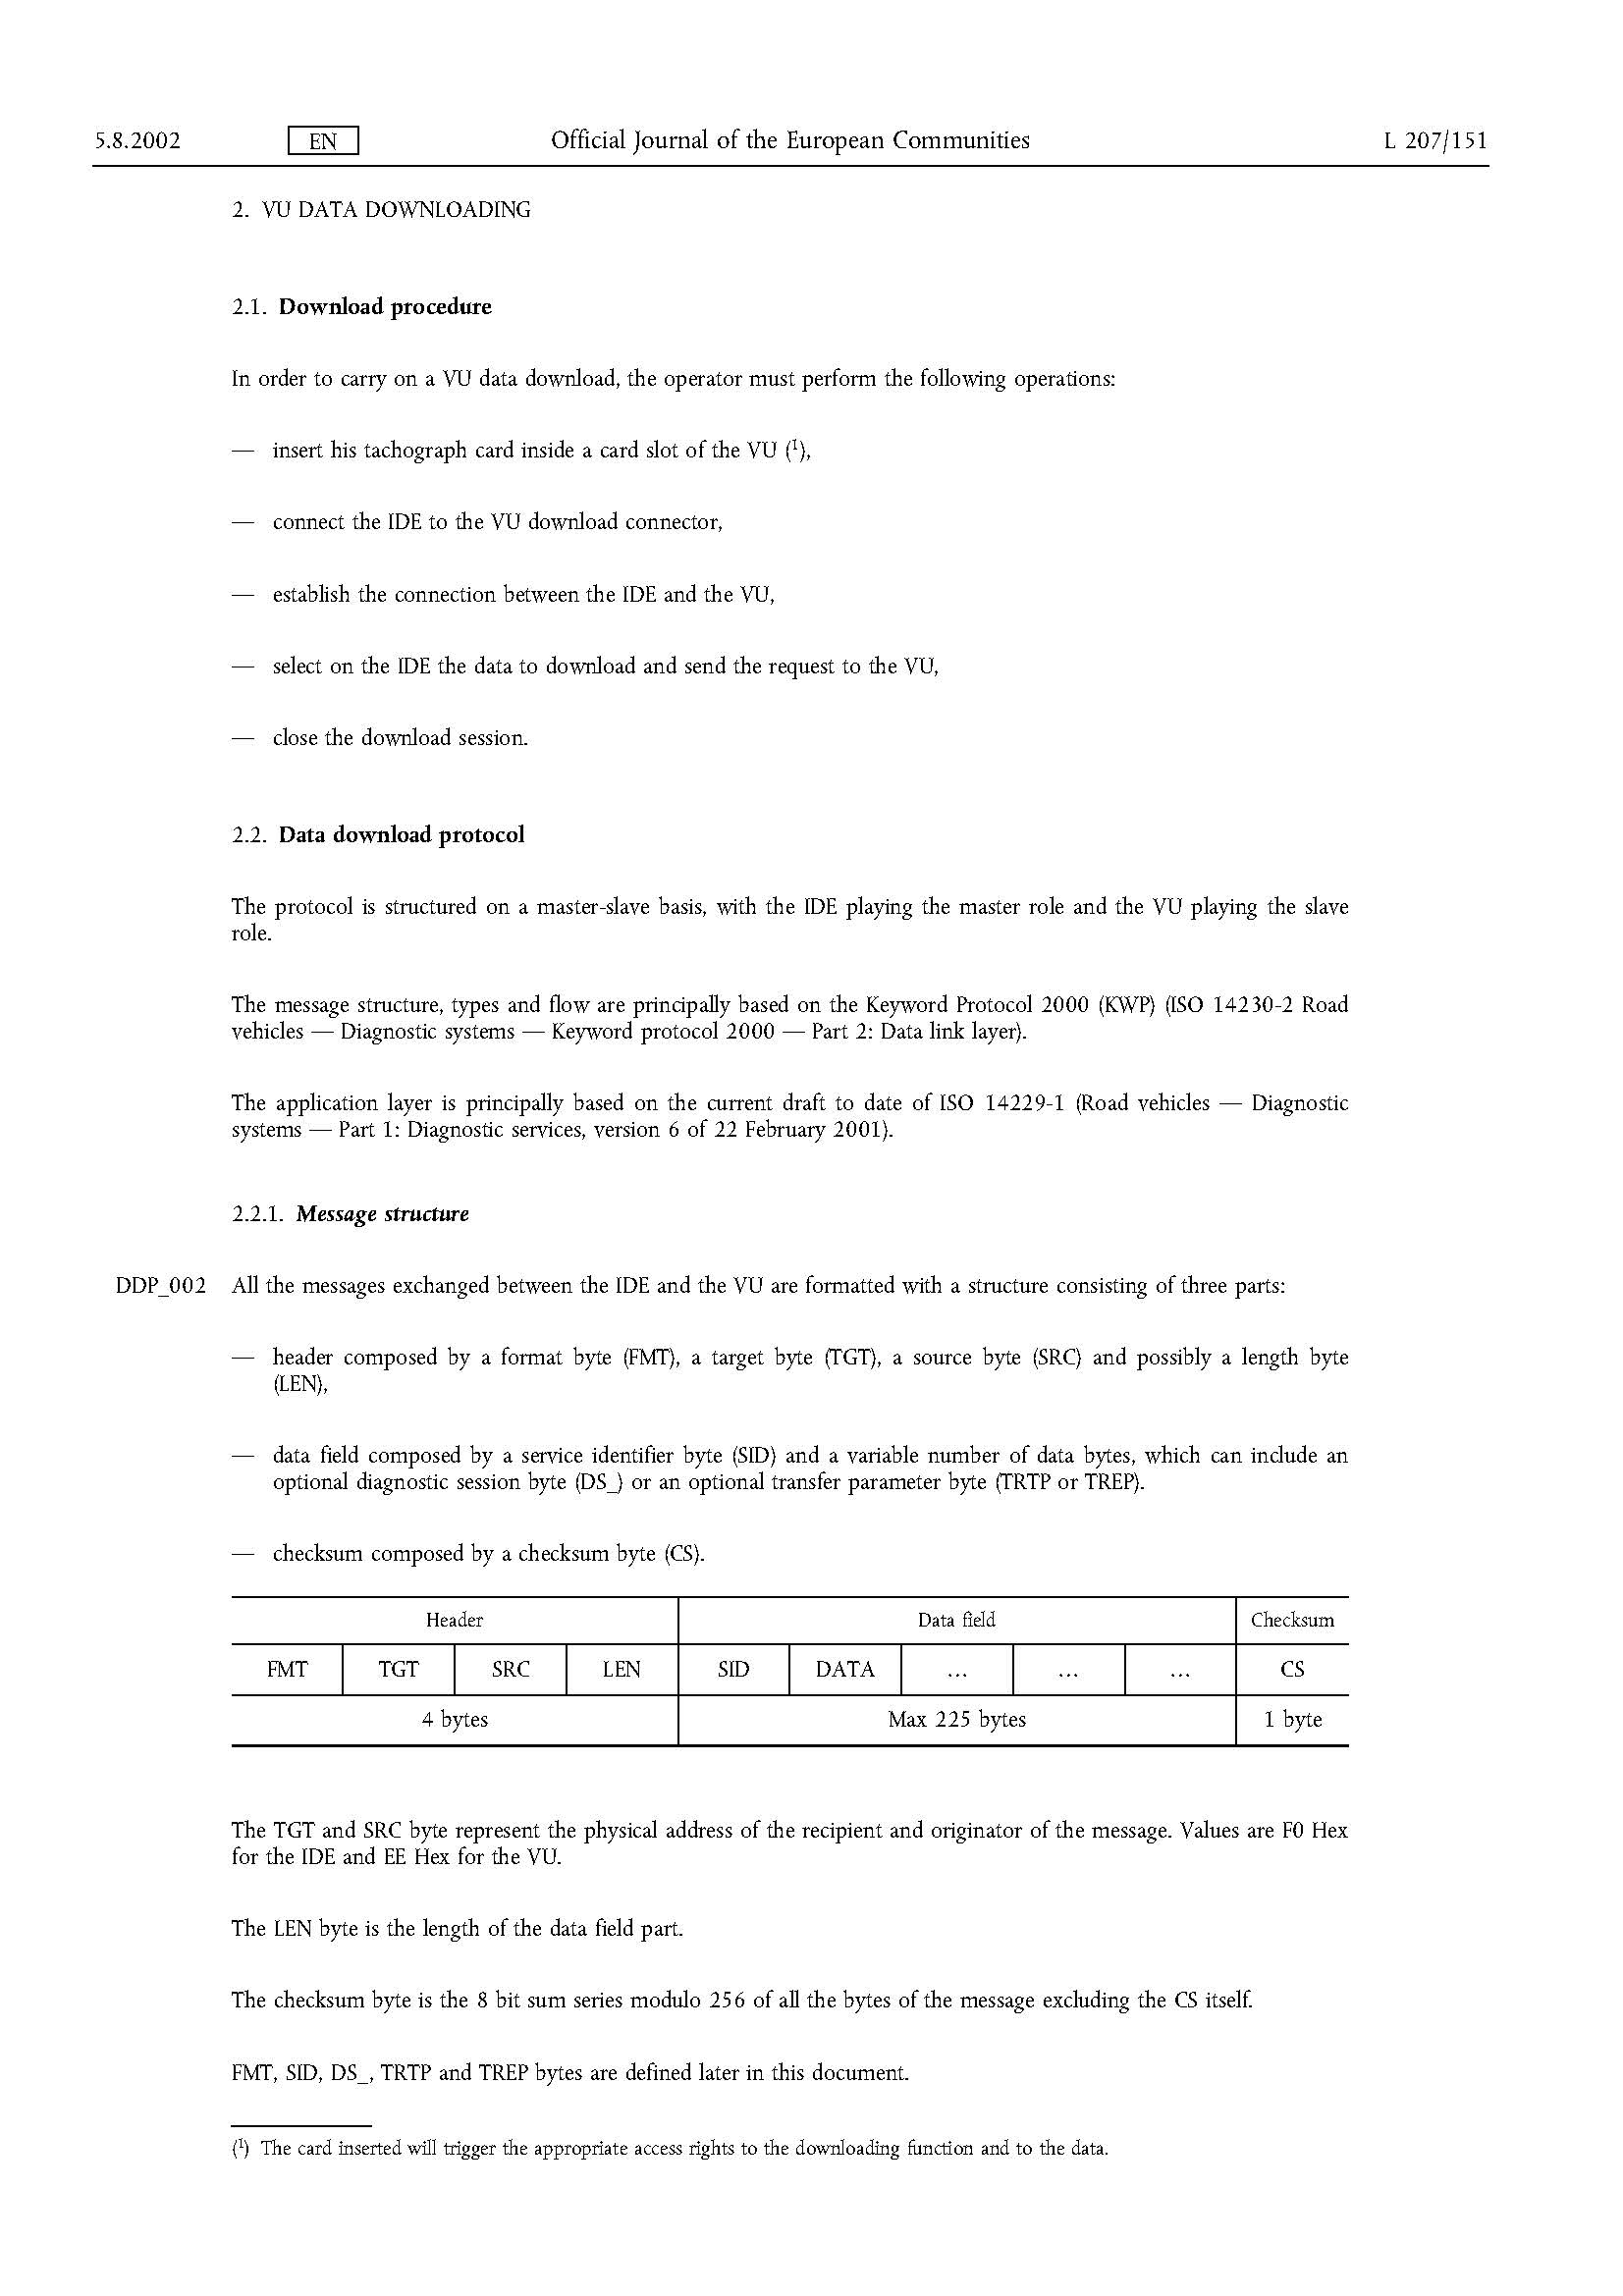 5.8.2002 EN Official Journal of the European Communities L 207/151
2. VU DATA DOWNLOADING
2.1. Download procedure
In order to carry on a VU data download, the operator must perform the following operations:
— insert his tachograph card inside a card slot of the VU (¹),
— connect the IDE to the VU download connector,
— establish the connection between the IDE and the VU,
— select on the IDE the data to download and send the request to the VU,
— close the download session.
2.2. Data download protocol
The protocol is structured on a master-slave basis, with the IDE playing the master role and the VU playing the slave
role.
The message structure, types and flow are principally based on the Keyword Protocol 2000 (KWP) (ISO 14230-2 Road
vehicles — Diagnostic systems — Keyword protocol 2000 — Part 2: Data link layer).
The application layer is principally based on the current draft to date of ISO 14229-1 (Road vehicles — Diagnostic
systems — Part 1: Diagnostic services, version 6 of 22 February 2001).
2.2.1. Message structure
DDP_002 All the messages exchanged between the IDE and the VU are formatted with a structure consisting of three parts:
— header composed by a format byte (FMT), a target byte (TGT), a source byte (SRC) and possibly a length byte
(LEN),
— data field composed by a service identifier byte (SID) and a variable number of data bytes, which can include an
optional diagnostic session byte (DS_) or an optional transfer parameter byte (TRTP or TREP).
— checksum composed by a checksum byte (CS).
Header Data field Checksum
FMT TGT SRC LEN SID DATA ... ... ... CS
4 bytes Max 225 bytes 1 byte
The TGT and SRC byte represent the physical address of the recipient and originator of the message. Values are F0 Hex
for the IDE and EE Hex for the VU.
The LEN byte is the length of the data field part.
The checksum byte is the 8 bit sum series modulo 256 of all the bytes of the message excluding the CS itself.
FMT, SID, DS_, TRTP and TREP bytes are defined later in this document.
(¹) The card inserted will trigger the appropriate access rights to the downloading function and to the data.